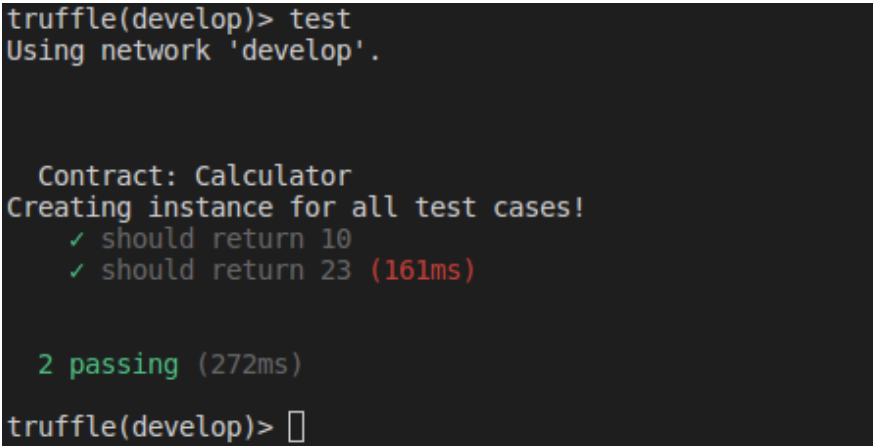 truffle(develop)> test
Using network 'develop'.
Contract: Calculator
Creating instance for all test cases!
✓ should return 10
✓ should return 23 (161ms)
2 passing (272ms)
truffle(develop)>